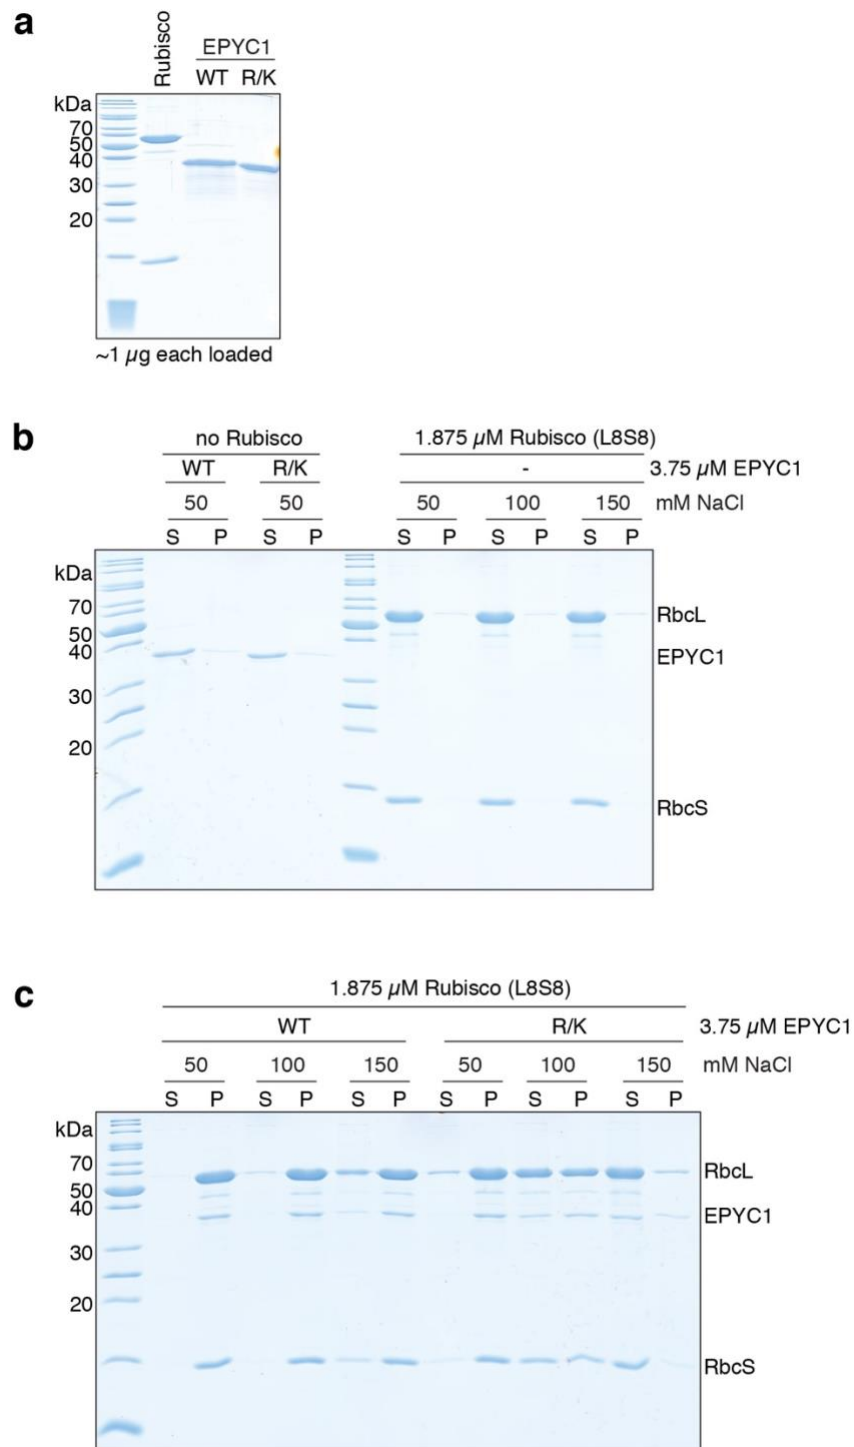 a
Rubisco
EPYC1
WT R/K
kDa
70
50
40
30
20
~1 µg each loaded
b
no Rubisco 1.875 µM Rubisco (L8S8)
WT R/K - 3.75 µM EPYC1
50 50 50 100 150 mM NaCl
S P S P S P S P S P
kDa
70
50
40
30
20
RbcL
EPYC1
RbcS
c
1.875 µM Rubisco (L8S8)
WT R/K 3.75 µM EPYC1
50 100 150 50 100 150 mM NaCl
S P S P S P S P S P S P
kDa
70
50
40
30
20
RbcL
EPYC1
RbcS